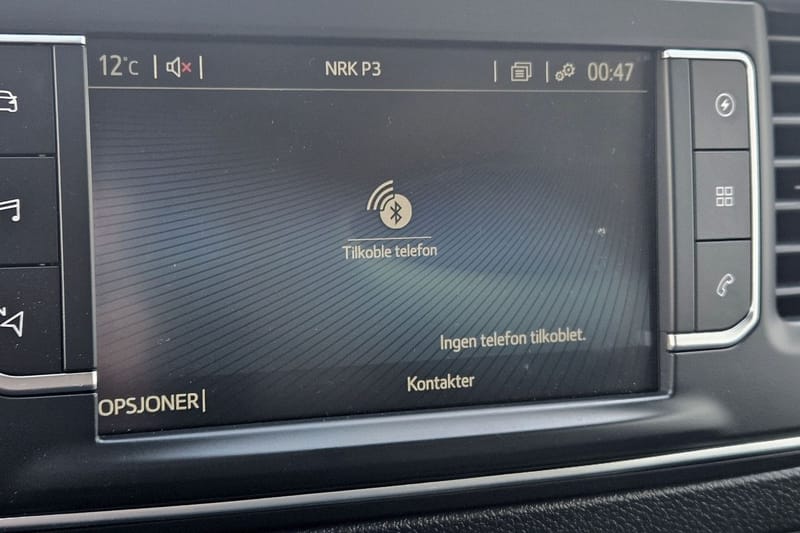 12°C NRK P3 00:47
Tilkoble telefon
Ingen telefon tilkoblet.
Kontakter
OPSJONER